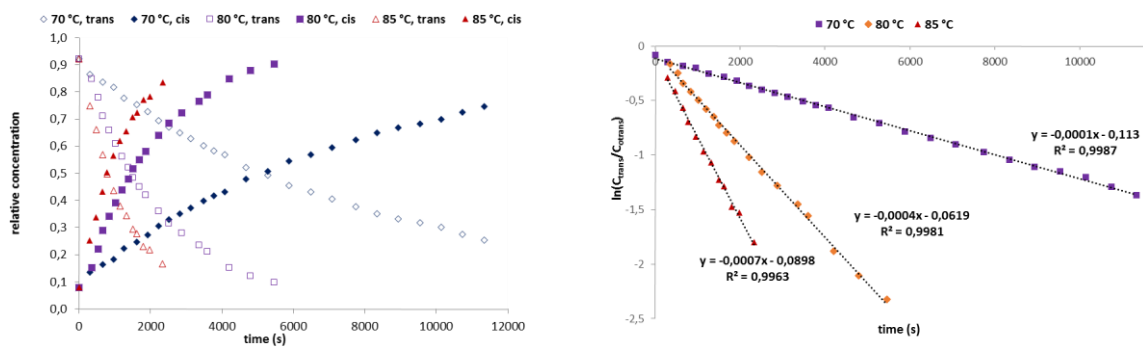 70 °C, trans 70 °C, cis 80 °C, trans 80 °C, cis 85 °C, trans 85 °C, cis
relative concentration
1,0
0,9
0,8
0,7
0,6
0,5
0,4
0,3
0,2
0,1
0,0
0 2000 4000 6000 8000 10000 12000
time (s)
70 °C 80 °C 85 °C
0 2000 4000 6000 8000 10000
ln(Ctrans/C0trans)
0
-0,5
-1
-1,5
-2
-2,5
y = -0,0001x - 0,113
R² = 0,9987
y = -0,0004x - 0,0619
R² = 0,9981
y = -0,0007x - 0,0898
R² = 0,9963
time (s)